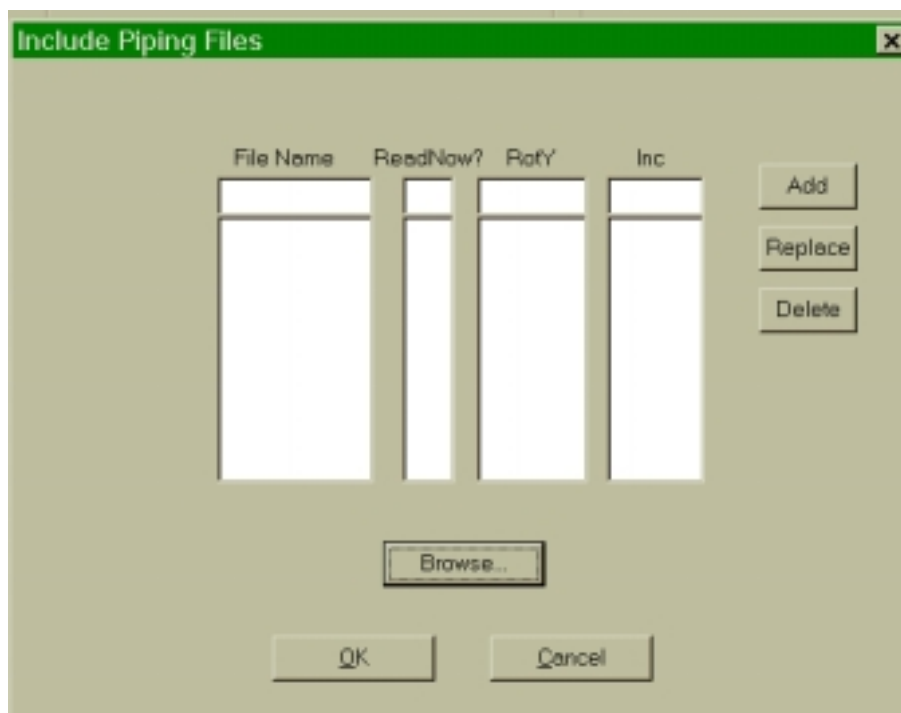 Include Piping Files
File Name ReadNow? RotY Inc
Add
Replace
Delete
Browse...
OK
Cancel